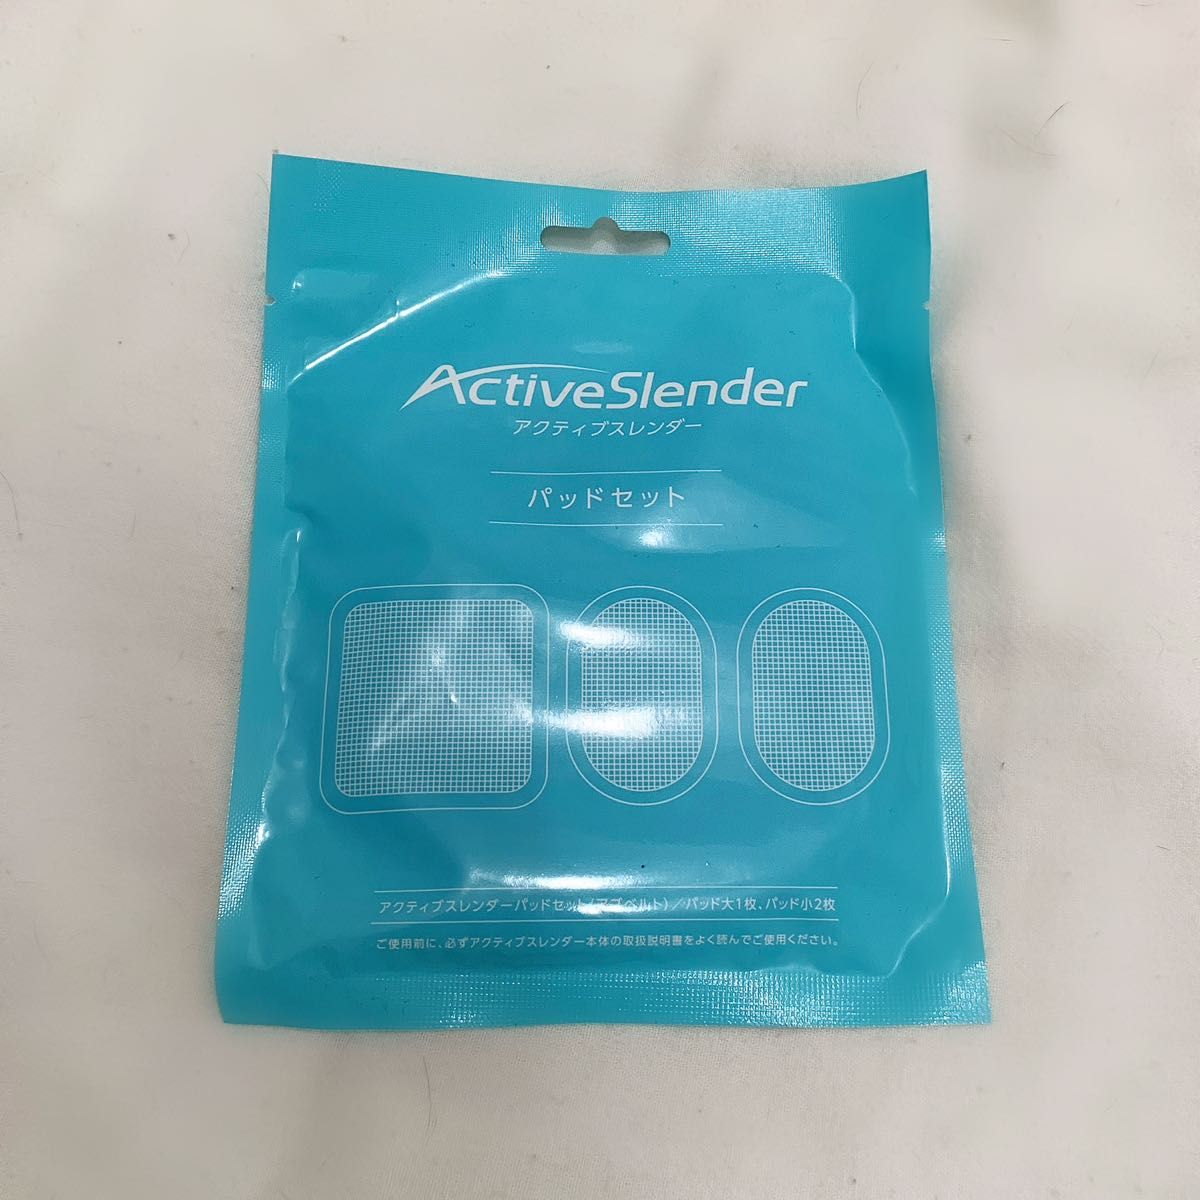 ActiveSlender
アクティブスレンダー
パッドセット
アクティブスレンダーパッドセット(アブベルト)／パッド大1枚、パッド小2枚
ご使用前に、必ずアクティブスレンダー本体の取扱説明書をよく読んでご使用ください。